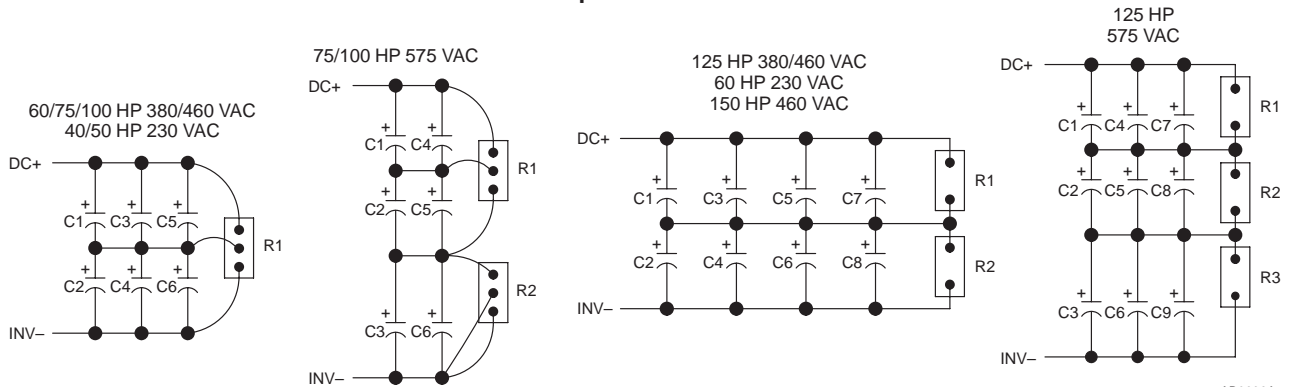 60/75/100 HP 380/460 VAC
40/50 HP 230 VAC
DC+
C1 C3 C5
+ + +
R1
C2 C4 C6
+ + +
INV–
75/100 HP 575 VAC
DC+
C1 C4
+ +
R1
C2 C5
+ +
R2
C3 C6
+ +
INV–
125 HP 380/460 VAC
60 HP 230 VAC
150 HP 460 VAC
DC+
C1 C3 C5 C7
+ + + +
R1
C2 C4 C6 C8
+ + + +
R2
INV–
125 HP
575 VAC
DC+
C1 C4 C7
+ + +
R1
C2 C5 C8
+ + +
R2
C3 C6 C9
+ + +
R3
INV–